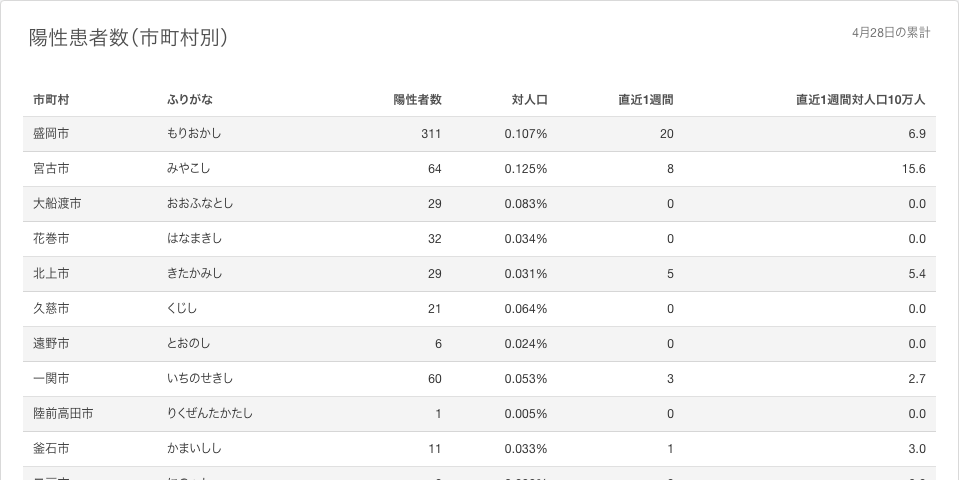 陽性患者数（市町村別）
4月28日の累計
市町村 ふりがな 陽性者数 対人口 直近1週間 直近1週間対人口10万人
盛岡市 もりおかし 311 0.107% 20 6.9
宮古市 みやこし 64 0.125% 8 15.6
大船渡市 おおふなとし 29 0.083% 0 0.0
花巻市 はなまきし 32 0.034% 0 0.0
北上市 きたかみし 29 0.031% 5 5.4
久慈市 くじし 21 0.064% 0 0.0
遠野市 とおのし 6 0.024% 0 0.0
一関市 いちのせきし 60 0.053% 3 2.7
陸前高田市 りくぜんたかたし 1 0.005% 0 0.0
釜石市 かまいしし 11 0.033% 1 3.0